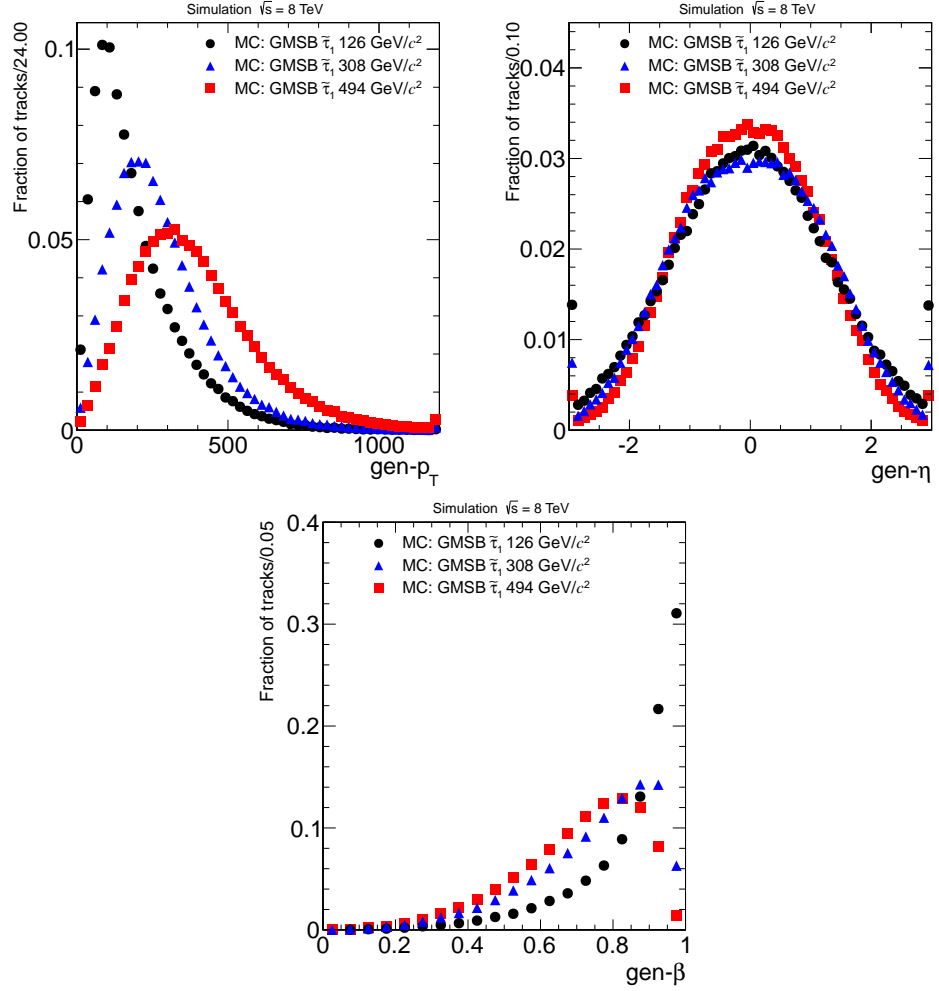 Simulation √s = 8 TeV
Fraction of tracks/24.00
MC: GMSB τ̃₁ 126 GeV/c²
MC: GMSB τ̃₁ 308 GeV/c²
MC: GMSB τ̃₁ 494 GeV/c²
0.1
0.05
0
0 500 1000
gen-p_T
Simulation √s = 8 TeV
Fraction of tracks/0.10
MC: GMSB τ̃₁ 126 GeV/c²
MC: GMSB τ̃₁ 308 GeV/c²
MC: GMSB τ̃₁ 494 GeV/c²
0.04
0.03
0.02
0.01
0
-2 0 2
gen-η
Simulation √s = 8 TeV
Fraction of tracks/0.05
MC: GMSB τ̃₁ 126 GeV/c²
MC: GMSB τ̃₁ 308 GeV/c²
MC: GMSB τ̃₁ 494 GeV/c²
0.4
0.3
0.2
0.1
0
0 0.2 0.4 0.6 0.8 1
gen-β